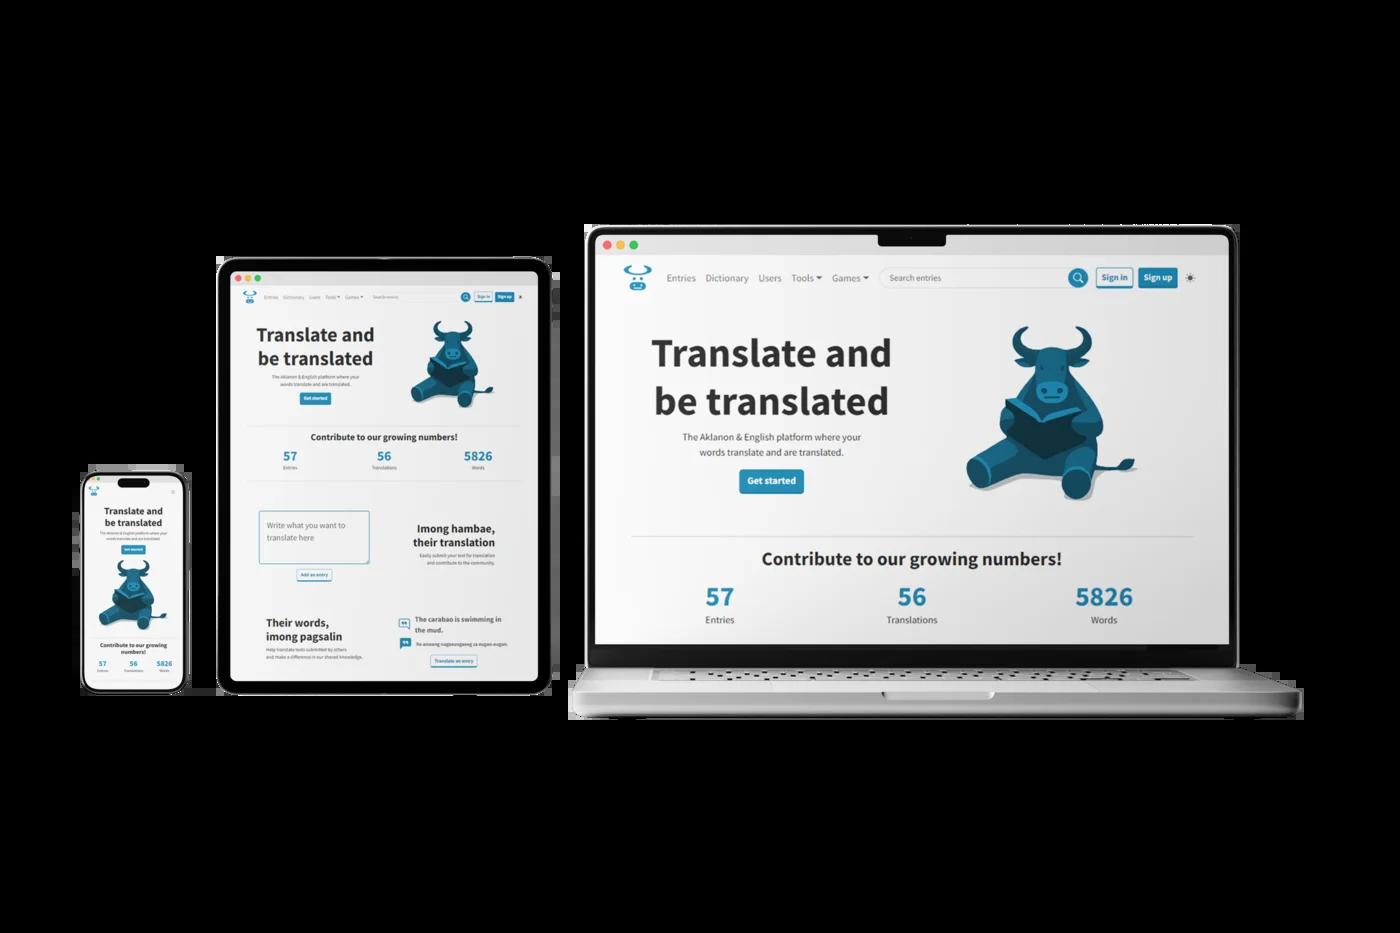 Translate and
be translated
The Aklanon & English platform where your
words translate and are translated.
Get started
Contribute to our growing
numbers!
57
56
5826
Entries
Translations
Words
Entries
Dictionary
Users
Tools
Games
Search entries
Sign in
Sign up
Translate and
be translated
The Aklanon & English platform where your
words translate and are translated.
Get started
Contribute to our growing numbers!
57
56
5826
Entries
Translations
Words
Write what you want to
translate here
Add an entry
Imong hambae,
their translation
Easily submit your text for translation
and contribute to the community.
Their words,
imong pagsalin
Help translate texts submitted by others
and make a difference in our shared knowledge.
The carabao is swimming in
the mud.
Translate an entry
Entries
Dictionary
Users
Tools
Games
Search entries
Sign in
Sign up
Translate and
be translated
The Aklanon & English platform where your
words translate and are translated.
Get started
Contribute to our growing numbers!
57
56
5826
Entries
Translations
Words